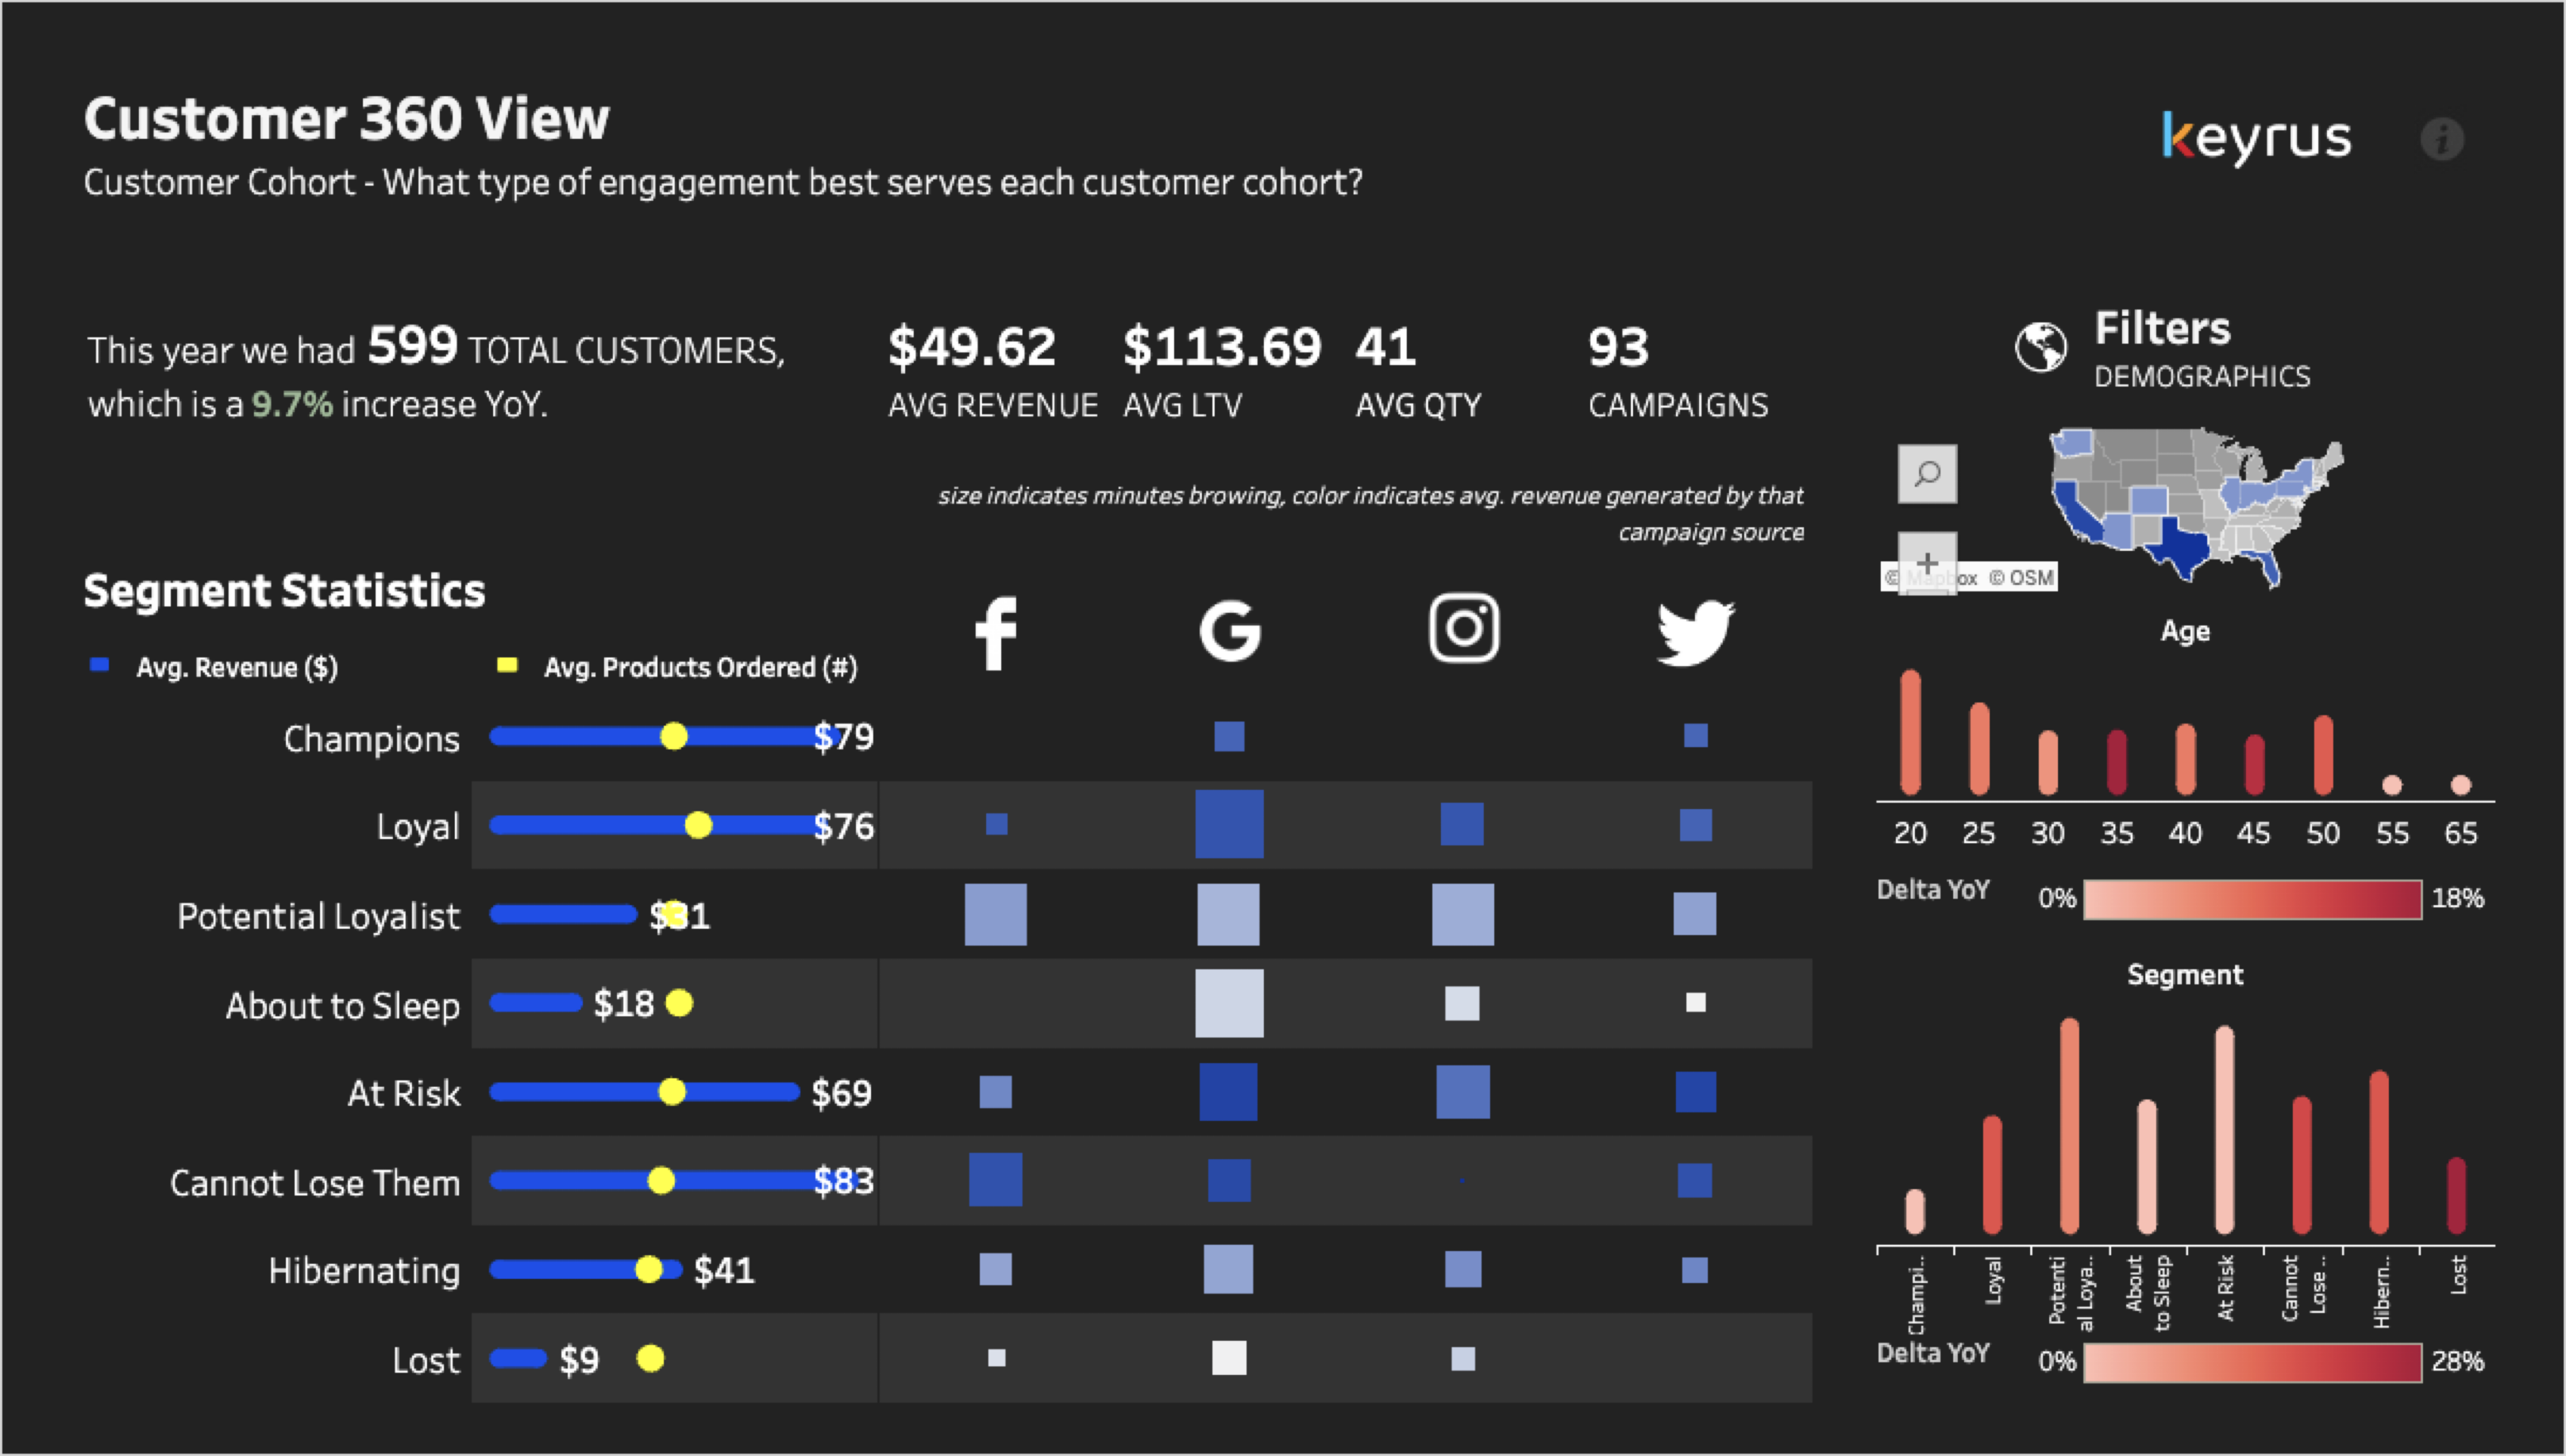 Customer 360 View
Customer Cohort - What type of engagement best serves each customer cohort?
keyrus
i
This year we had 599 TOTAL CUSTOMERS,
which is a 9.7% increase YoY.
$49.62
AVG REVENUE
$113.69
AVG LTV
41
AVG QTY
93
CAMPAIGNS
size indicates minutes browing, color indicates avg. revenue generated by that
campaign source
Segment Statistics
Avg. Revenue ($)
Avg. Products Ordered (#)
f
G
Champions $79
Loyal $76
Potential Loyalist $31
About to Sleep $18
At Risk $69
Cannot Lose Them $83
Hibernating $41
Lost $9
Filters
DEMOGRAPHICS
+
© Mapbox © OSM
Age
20 25 30 35 40 45 50 55 65
Delta YoY 0% 18%
Segment
Champi..
Loyal
Potenti
al Loya..
About
to Sleep
At Risk
Cannot
Lose ..
Hibern..
Lost
Delta YoY 0% 28%